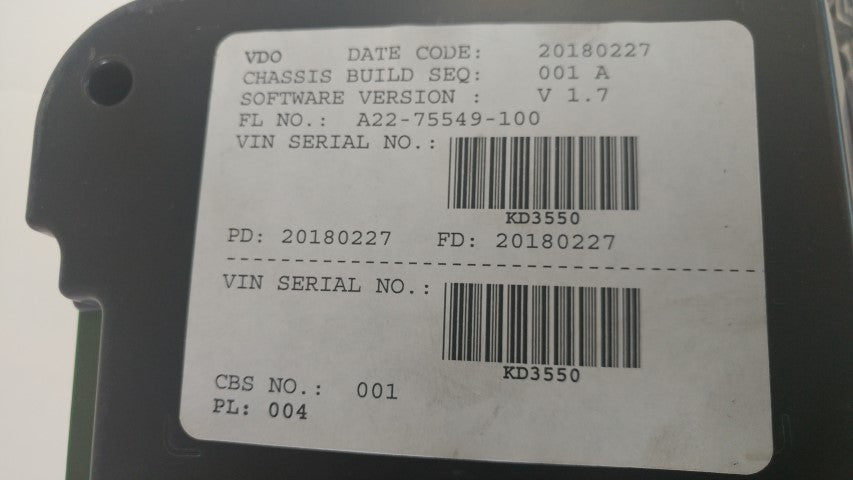 VDO DATE CODE: 20180227
CHASSIS BUILD SEQ: 001 A
SOFTWARE VERSION : V 1.7
FL NO.: A22-75549-100
VIN SERIAL NO.:
KD3550
PD: 20180227 FD: 20180227
VIN SERIAL NO.:
KD3550
CBS NO.: 001
PL: 004